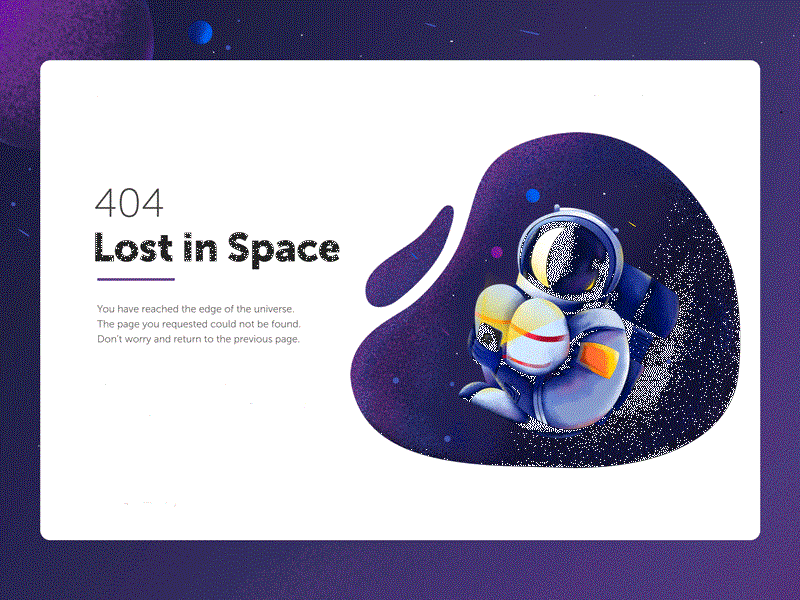 404
Lost in Space
You have reached the edge of the universe.
The page you requested could not be found.
Don't worry and return to the previous page.